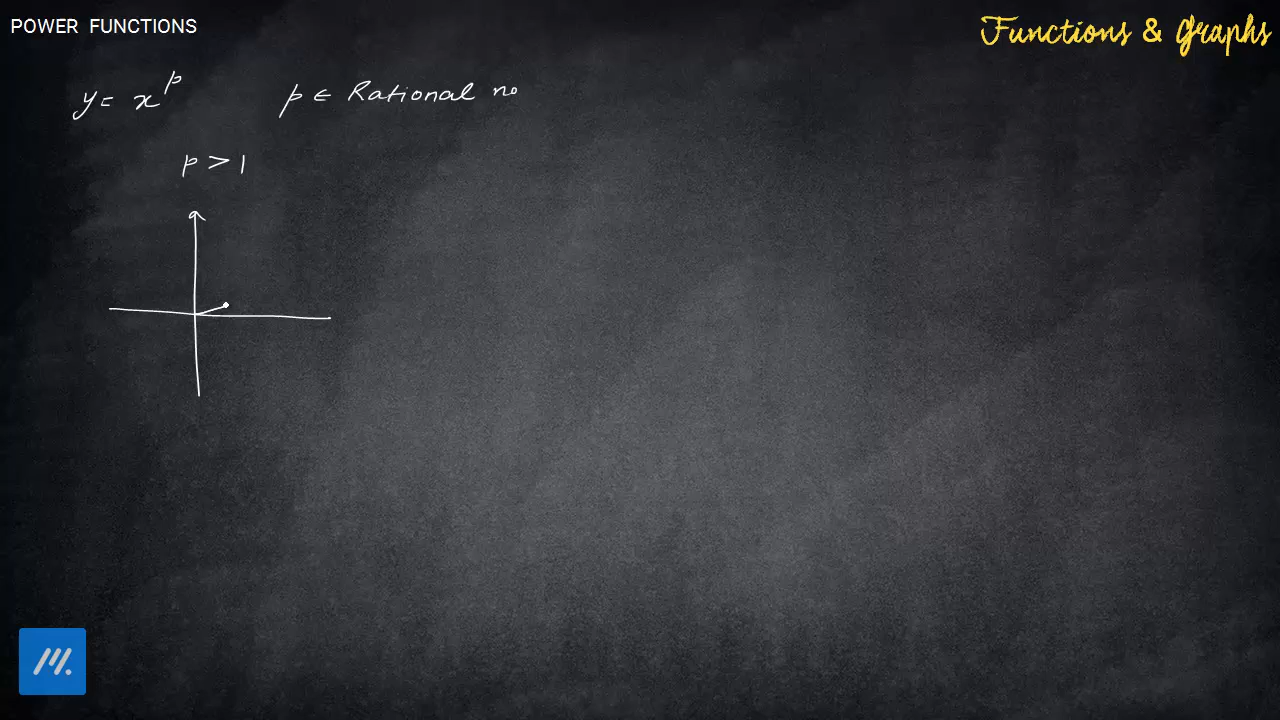 POWER FUNCTIONS
Functions & Graphs
y = x^p p ∈ Rational no
p > 1